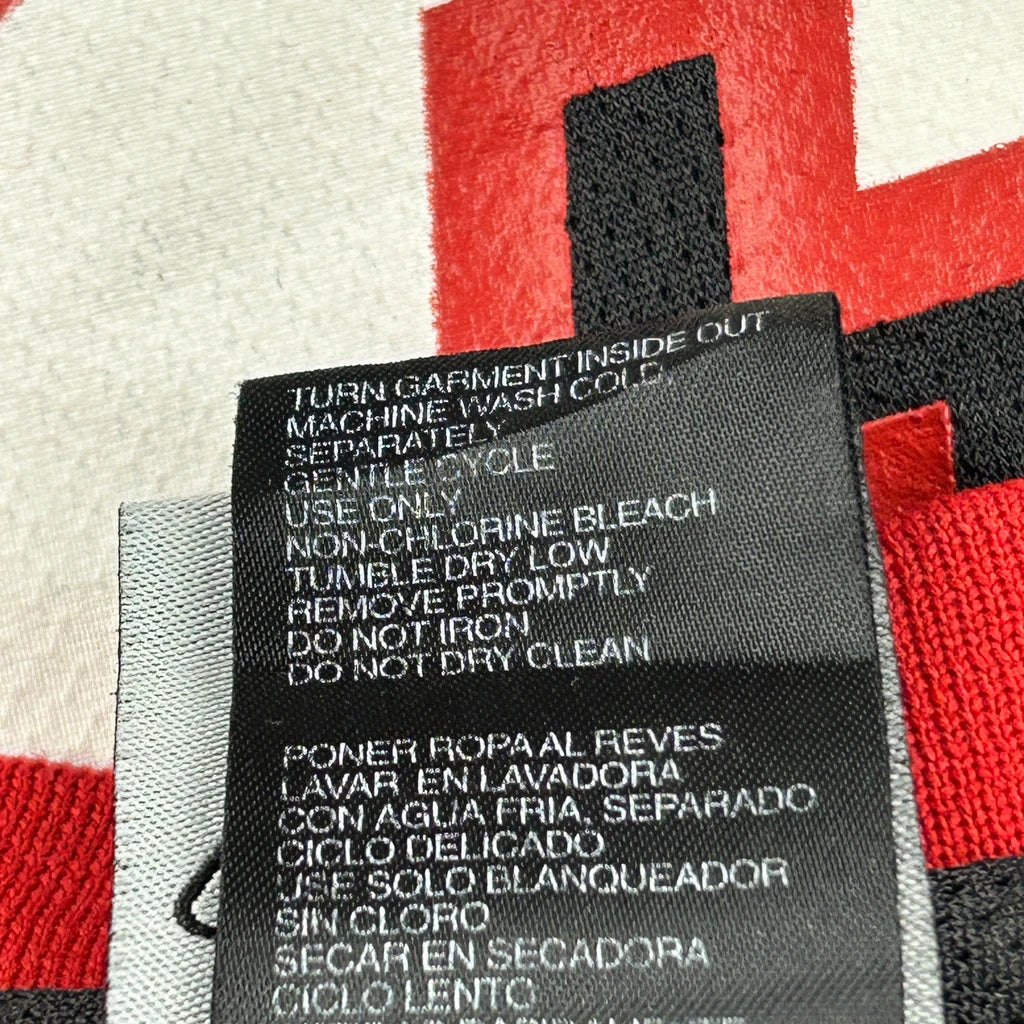 TURN GARMENT INSIDE OUT
MACHINE WASH COLD,
SEPARATELY
GENTLE CYCLE
USE ONLY
NON-CHLORINE BLEACH
TUMBLE DRY LOW
REMOVE PROMPTLY
DO NOT IRON
DO NOT DRY CLEAN
PONER ROPA AL REVES
LAVAR EN LAVADORA
CON AGUA FRIA, SEPARADO
CICLO DELICADO
USE SOLO BLANQUEADOR
SIN CLORO
SECAR EN SECADORA
CICLO LENTO